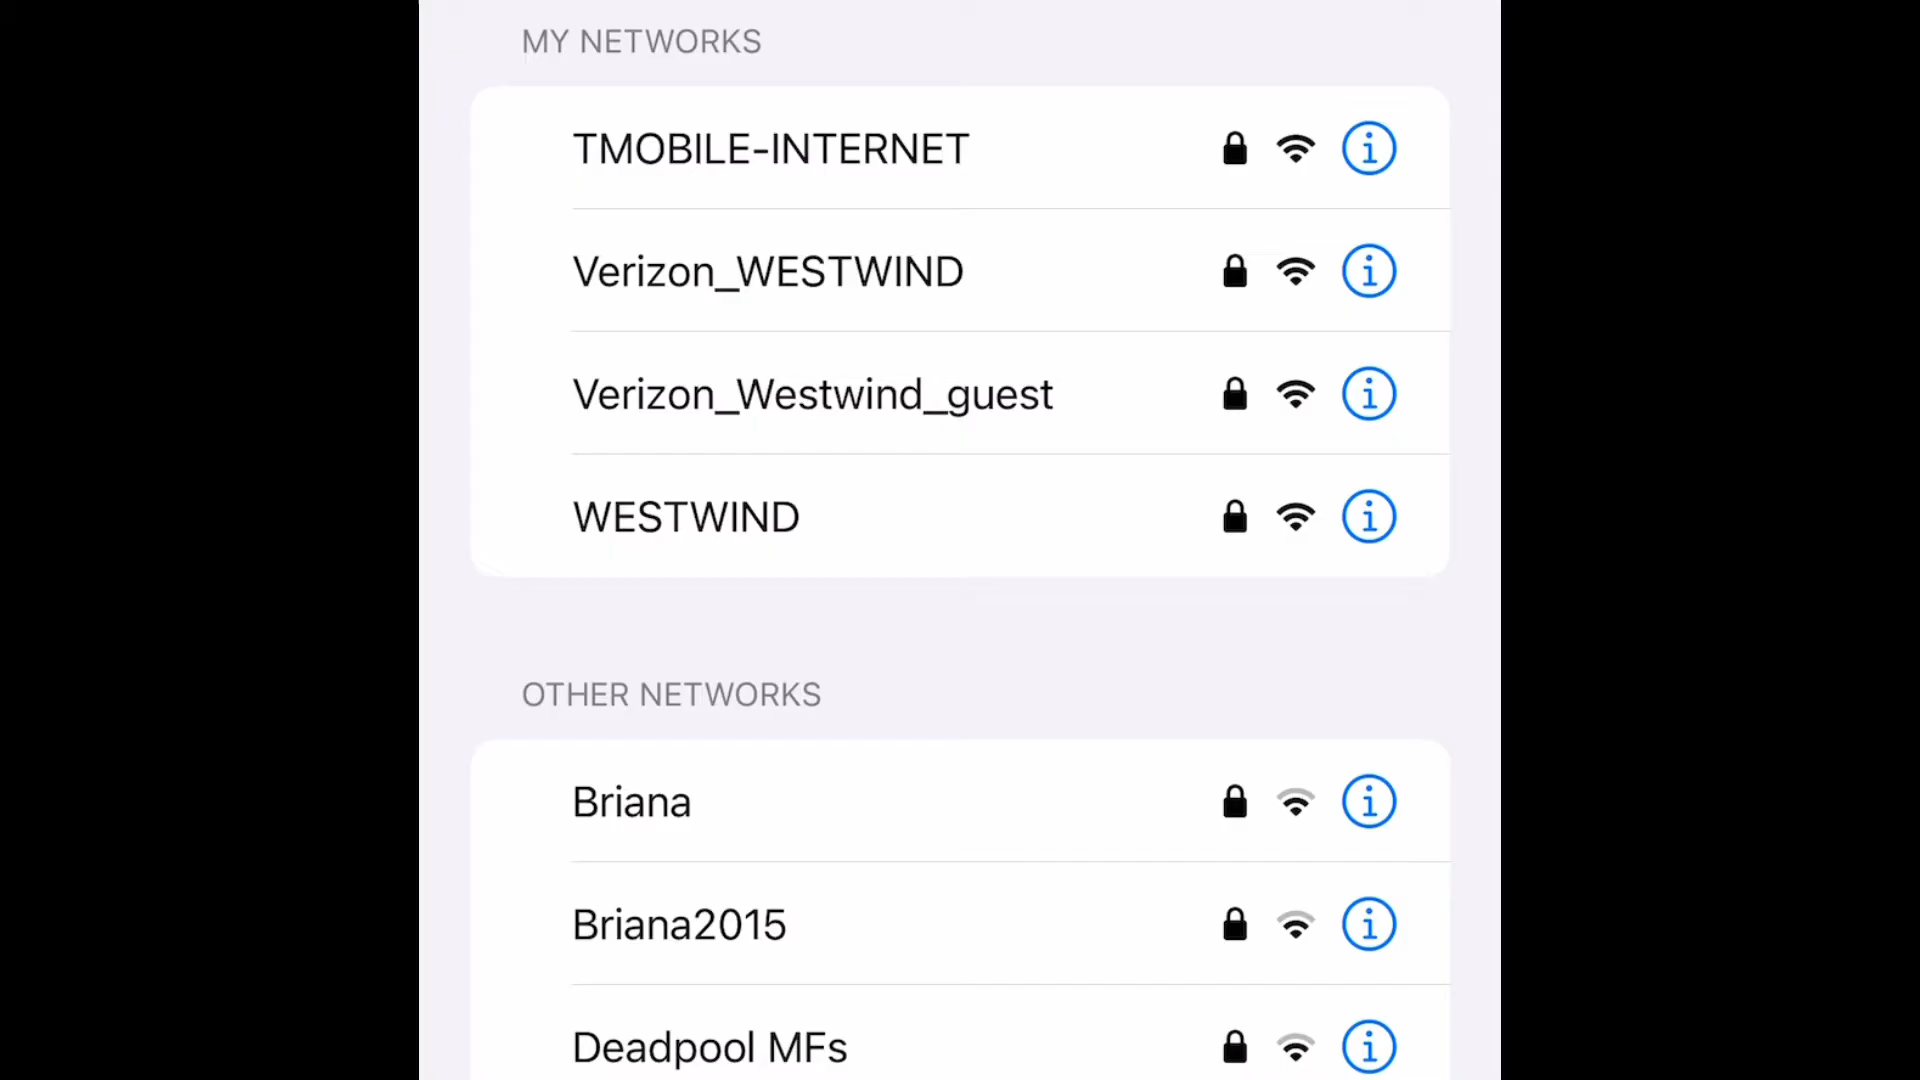 MY NETWORKS
TMOBILE-INTERNET
Verizon_WESTWIND
Verizon_Westwind_guest
WESTWIND
OTHER NETWORKS
Briana
Briana2015
Deadpool MFs